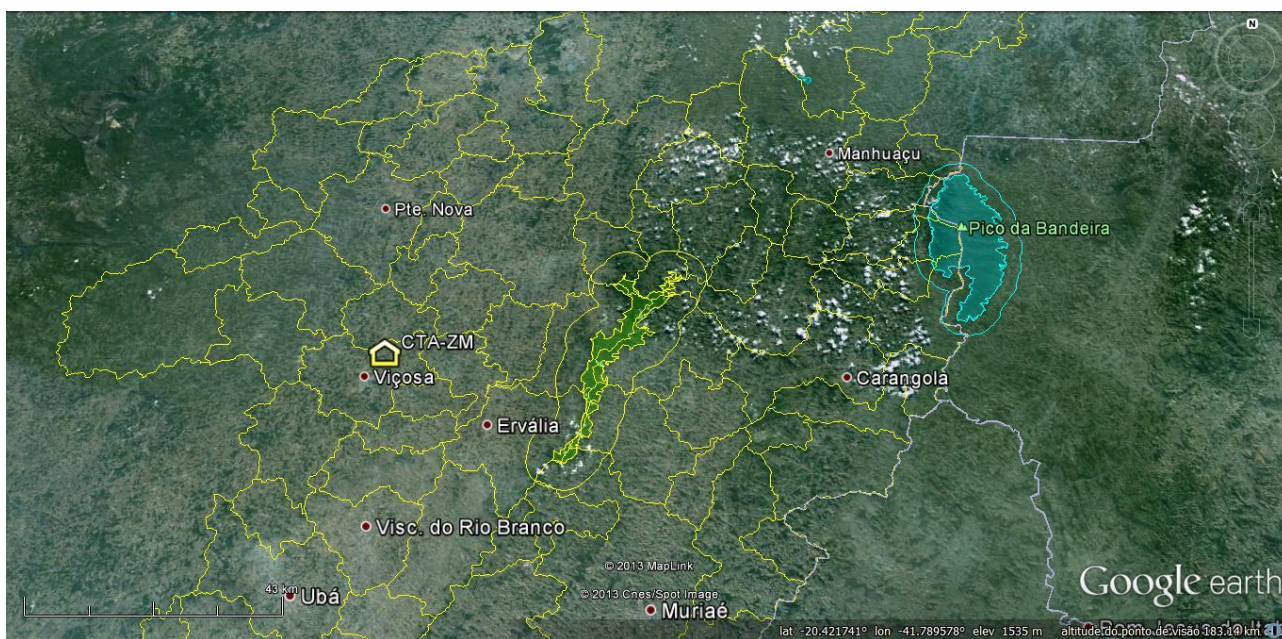 N
Manhuaçu
Pte. Nova
Pico da Bandeira
CTA-ZM
Viçosa
Carangola
Ervália
Visc. do Rio Branco
© 2013 MapLink
43 km
Ubá
© 2013 Cnes/Spot Image
Google earth
Muriaé
lat -20.421741° lon -41.789578° elev 1535 m altitude do ponto de visão 183.14 km